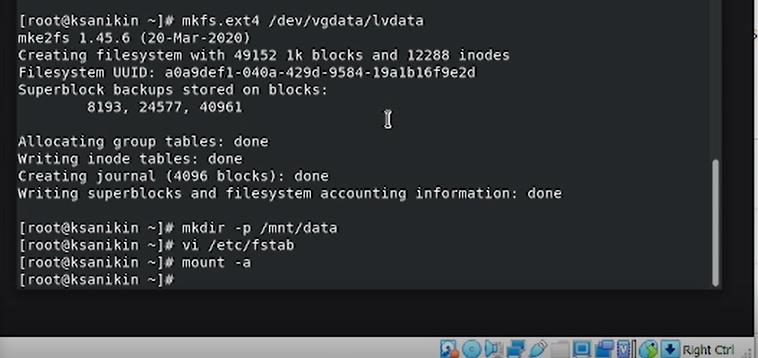 [root@ksanikin ~]# mkfs.ext4 /dev/vgdata/lvdata
mke2fs 1.45.6 (20-Mar-2020)
Creating filesystem with 49152 1k blocks and 12288 inodes
Filesystem UUID: a0a9def1-040a-429d-9584-19a1b16f9e2d
Superblock backups stored on blocks:
        8193, 24577, 40961

Allocating group tables: done
Writing inode tables: done
Creating journal (4096 blocks): done
Writing superblocks and filesystem accounting information: done

[root@ksanikin ~]# mkdir -p /mnt/data
[root@ksanikin ~]# vi /etc/fstab
[root@ksanikin ~]# mount -a
[root@ksanikin ~]#
Right Ctrl